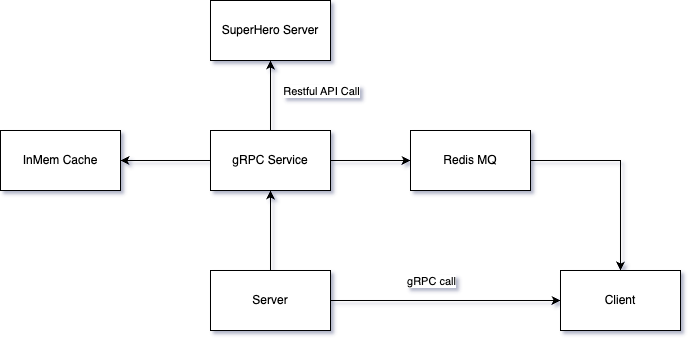 SuperHero Server
Restful API Call
InMem Cache
gRPC Service
Redis MQ
gRPC call
Server
Client